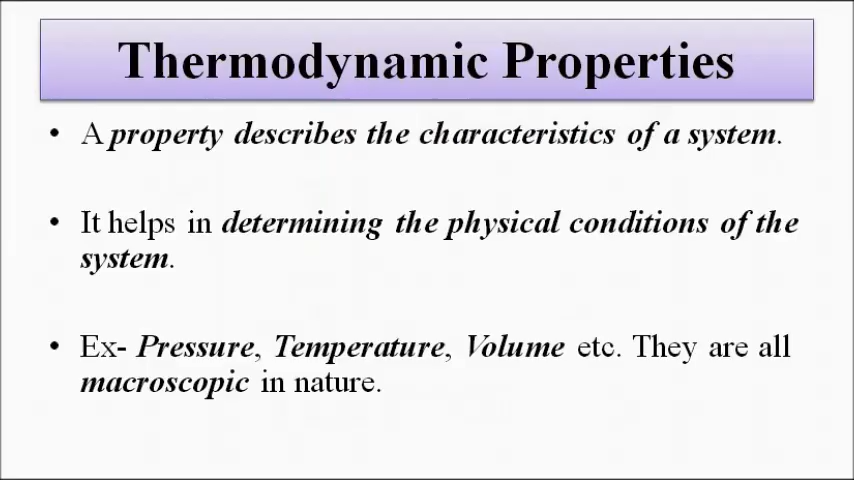 Thermodynamic Properties
• A property describes the characteristics of a system.
• It helps in determining the physical conditions of the
system.
• Ex- Pressure, Temperature, Volume etc. They are all
macroscopic in nature.